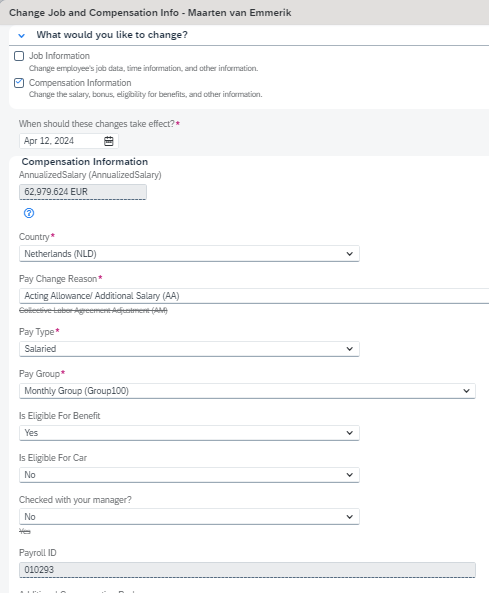 Change Job and Compensation Info - Maarten van Emmerik
What would you like to change?
Job Information
Change employee's job data, time information, and other information.
Compensation Information
Change the salary, bonus, eligibility for benefits, and other information.
When should these changes take effect?*
Apr 12, 2024
Compensation Information
AnnualizedSalary (AnnualizedSalary)
62,979.624 EUR
Country*
Netherlands (NLD)
Pay Change Reason*
Acting Allowance/ Additional Salary (AA)
Collective Labor Agreement Adjustment (AM)
Pay Type*
Salaried
Pay Group*
Monthly Group (Group100)
Is Eligible For Benefit
Yes
Is Eligible For Car
No
Checked with your manager?
No
Yes
Payroll ID
010293